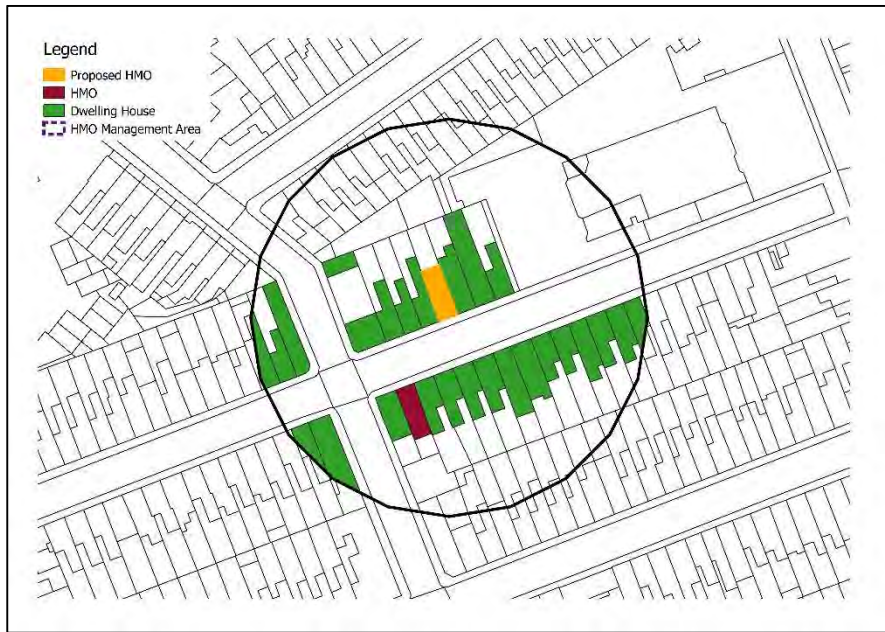 Legend
Proposed HMO
HMO
Dwelling House
HMO Management Area